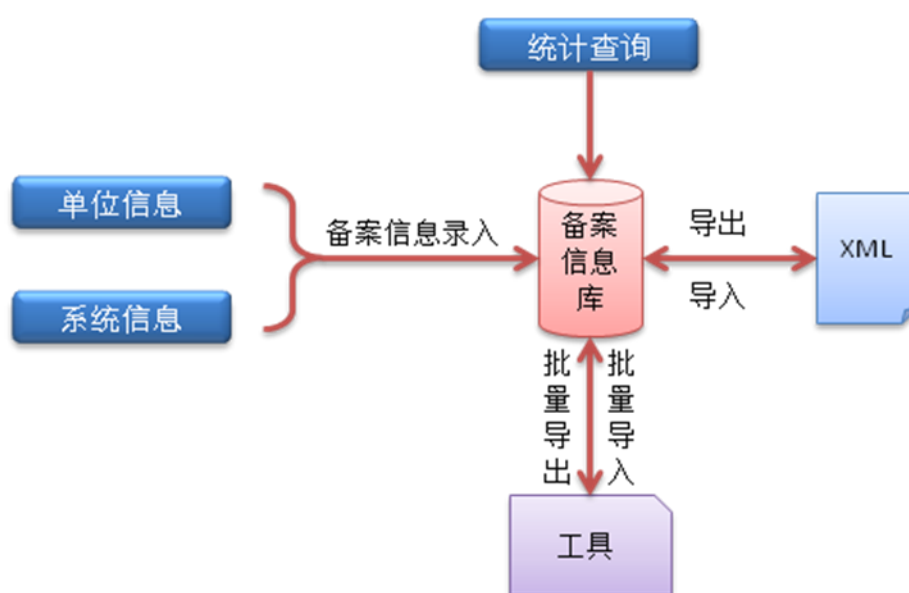 统计查询
单位信息
备案信息录入
系统信息
备案
信息
库
导出
导入
XML
批量导出
批量导入
工具